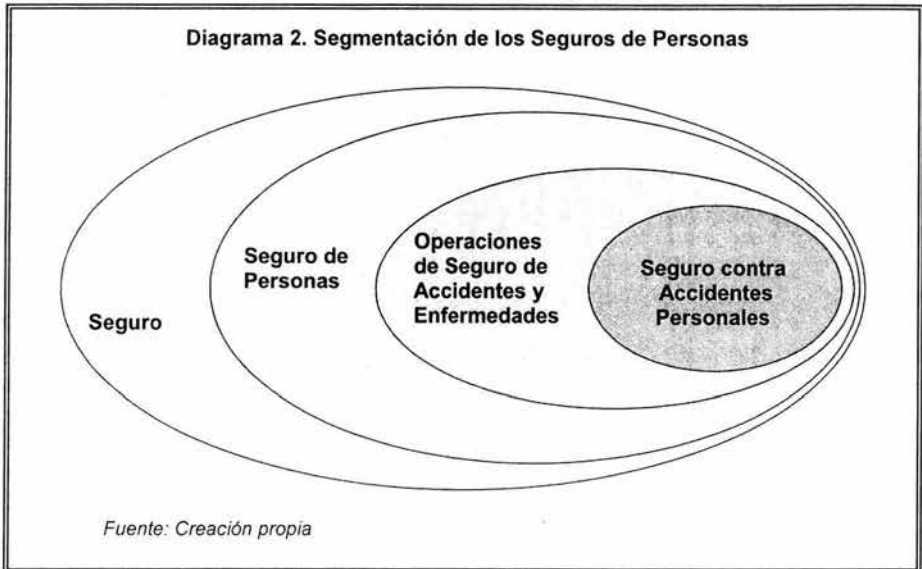 Diagrama 2. Segmentación de los Seguros de Personas
Seguro
Seguro de
Personas
Operaciones
de Seguro de
Accidentes y
Enfermedades
Seguro contra
Accidentes
Personales
Fuente: Creación propia